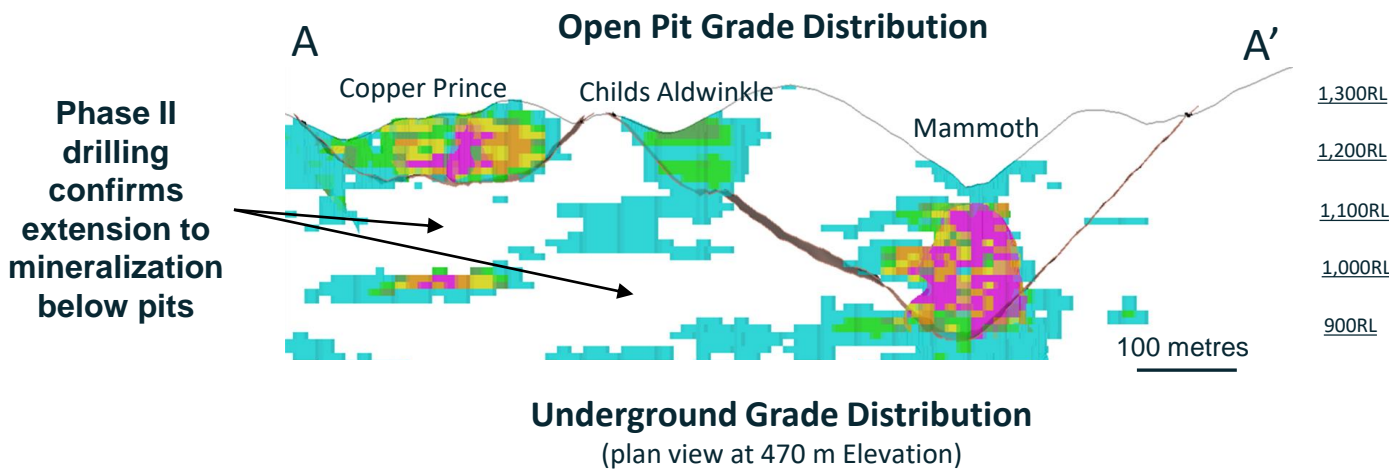 Open Pit Grade Distribution
A
A’
Copper Prince
Childs Aldwinkle
Mammoth
Phase II
drilling
confirms
extension to
mineralization
below pits
1,300RL
1,200RL
1,100RL
1,000RL
900RL
100 metres
Underground Grade Distribution
(plan view at 470 m Elevation)